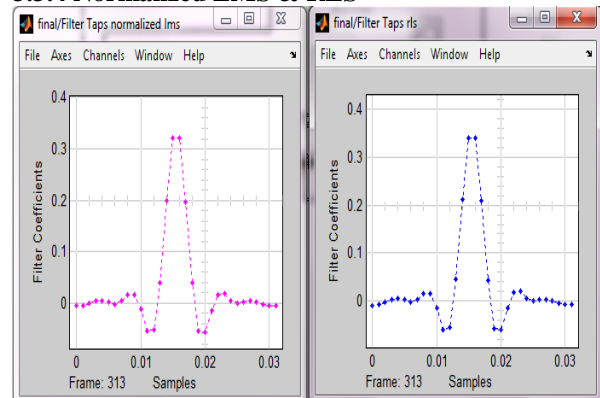 final/Filter Taps normalized lms
File Axes Channels Window Help
0.4
0.3
0.2
0.1
0
Filter Coefficients
0 0.01 0.02 0.03
Frame: 313 Samples
final/Filter Taps rls
File Axes Channels Window Help
0.4
0.3
0.2
0.1
0
Filter Coefficients
0 0.01 0.02 0.03
Frame: 313 Samples